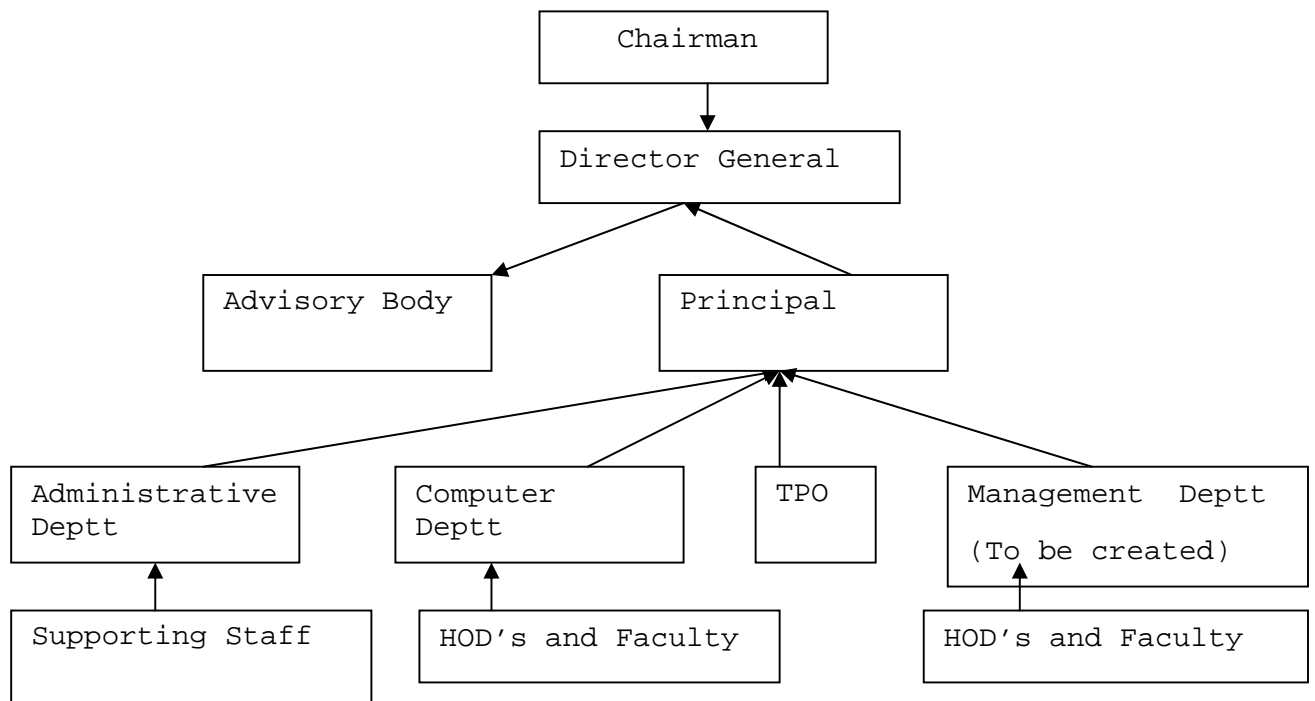 Chairman
Director General
Advisory Body
Principal
Administrative
Deptt
Computer
Deptt
TPO
Management Deptt
(To be created)
Supporting Staff
HOD's and Faculty
HOD's and Faculty